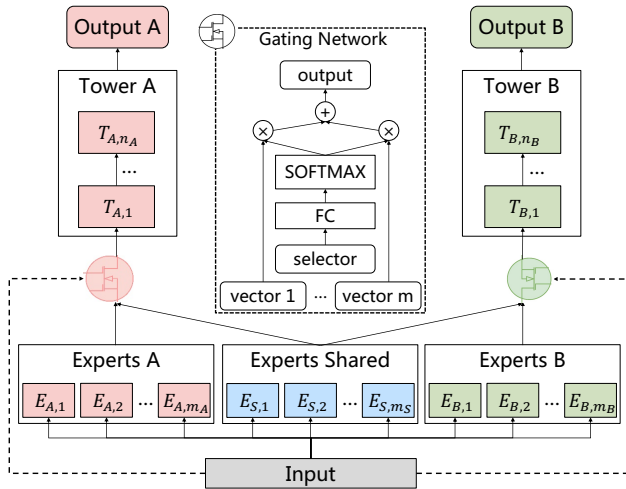 Output A
Output B
Gating Network
Tower A
Tower B
output
×
+
×
T_{A,n_A}
...
T_{A,1}
SOFTMAX
FC
selector
vector 1 ... vector m
T_{B,n_B}
...
T_{B,1}
Experts A
E_{A,1} E_{A,2} ... E_{A,m_A}
Experts Shared
E_{S,1} E_{S,2} ... E_{S,m_S}
Experts B
E_{B,1} E_{B,2} ... E_{B,m_B}
Input